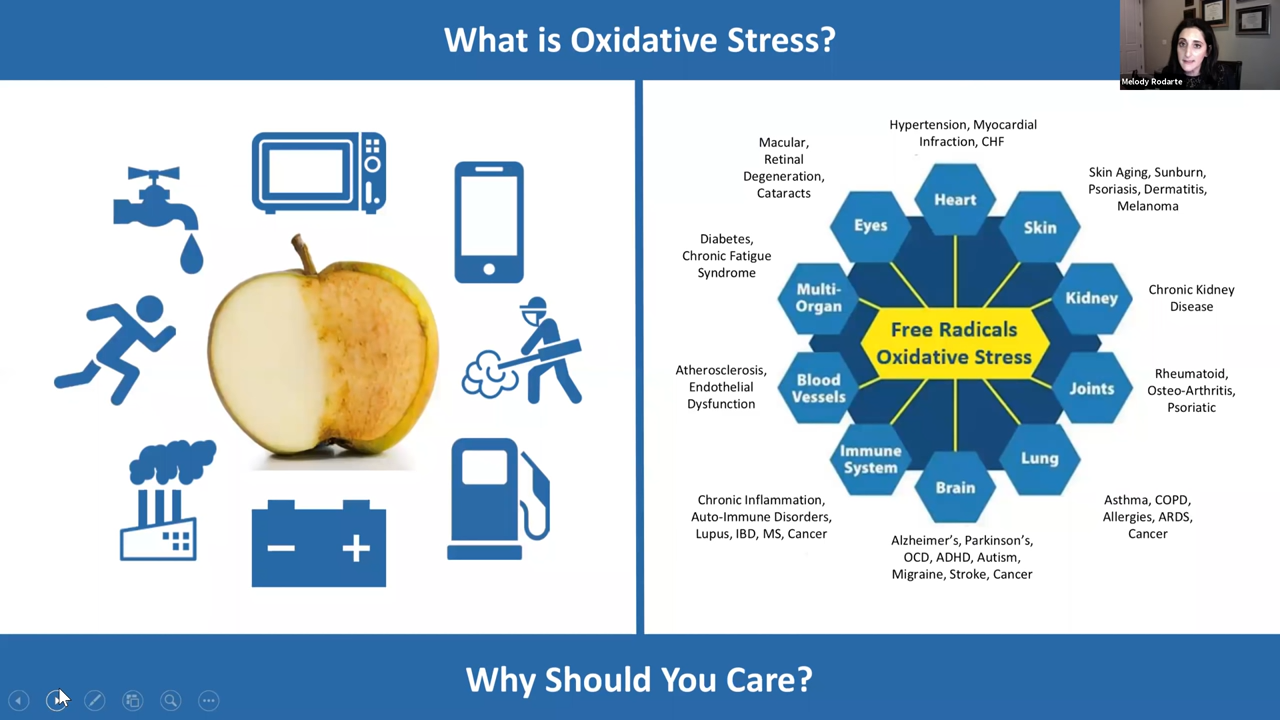 What is Oxidative Stress?
Melody Rodarte
Hypertension, Myocardial
Infraction, CHF
Macular,
Retinal
Degeneration,
Cataracts
Skin Aging, Sunburn,
Psoriasis, Dermatitis,
Melanoma
Heart
Eyes
Skin
Diabetes,
Chronic Fatigue
Syndrome
Multi-
Organ
Kidney
Chronic Kidney
Disease
Free Radicals
Oxidative Stress
Atherosclerosis,
Endothelial
Dysfunction
Blood
Vessels
Joints
Rheumatoid,
Osteo-Arthritis,
Psoriatic
Immune
System
Brain
Lung
Chronic Inflammation,
Auto-Immune Disorders,
Lupus, IBD, MS, Cancer
Alzheimer’s, Parkinson’s,
OCD, ADHD, Autism,
Migraine, Stroke, Cancer
Asthma, COPD,
Allergies, ARDS,
Cancer
Why Should You Care?